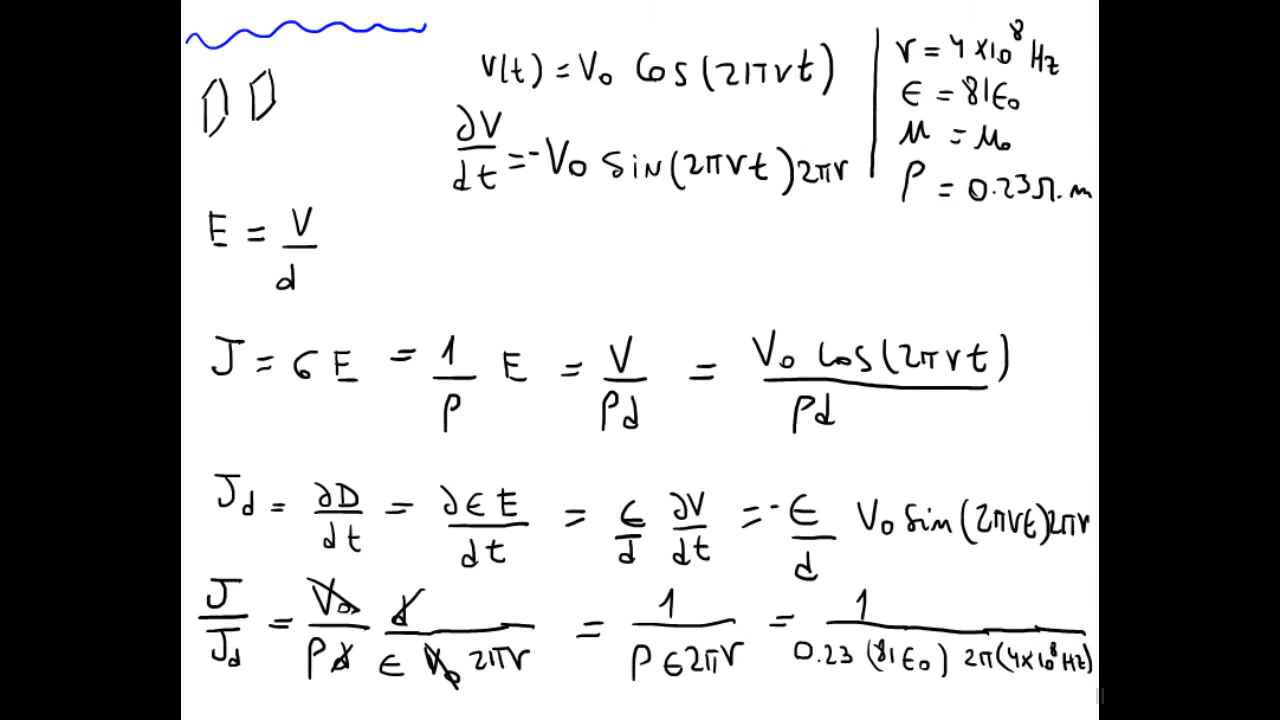 V(t) = V₀ Cos(2πνt)
∂V/dt = -V₀ sin(2πνt)2πν
ν = 4×10⁸ Hz
ϵ = 81ϵ₀
μ = μ₀
ρ = 0.23Ω.m
E = V/d
J = σE = 1/ρ E = V/ρd = V₀ cos(2πνt)/ρd
J_d = ∂D/dt = ∂ϵE/dt = ϵ/d ∂V/dt = -ϵ/d V₀ sin(2πνt)2πν
J/J_d = V₀/ρd d/ϵ V₀ 2πν = 1/ρϵ2πν = 1/0.23 (81ϵ₀) 2π(4×10⁸Hz)